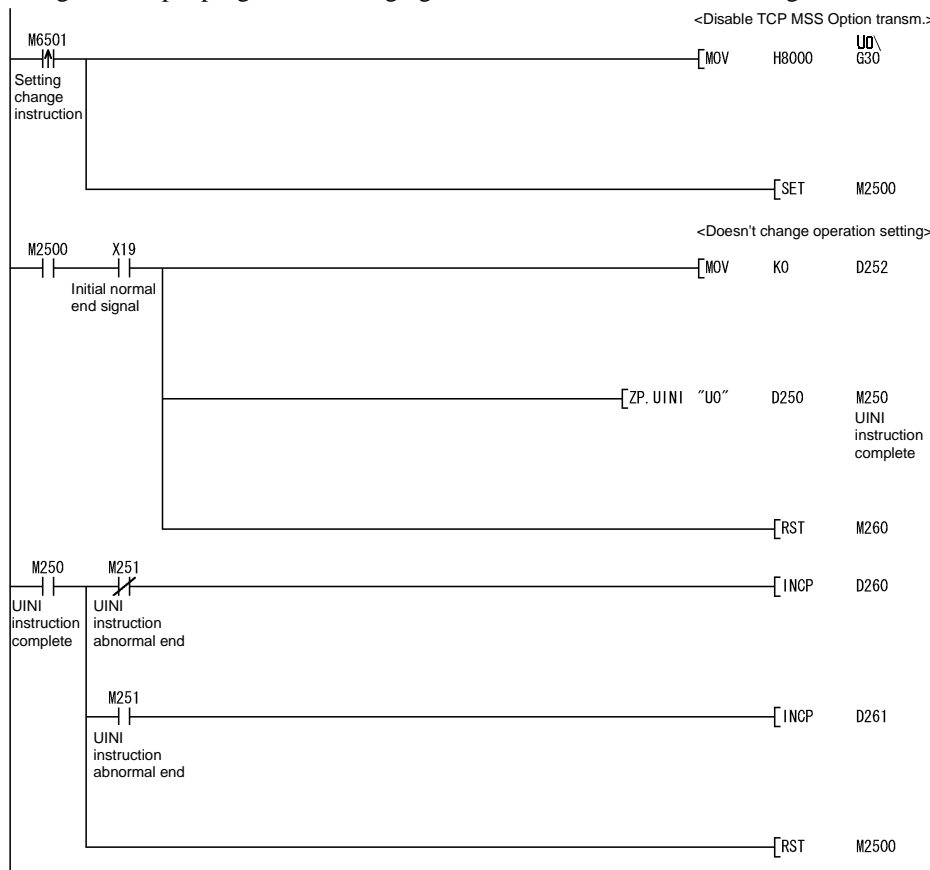 <Disable TCP MSS Option transm.>
M6501
U0\
MOV H8000 G30
Setting
change
instruction
SET M2500
<Doesn't change operation setting>
M2500 X19
MOV K0 D252
Initial normal
end signal
ZP.UINI "U0" D250 M250
UINI
instruction
complete
RST M260
M250 M251
INCP D260
UINI
instruction
complete
UINI
instruction
abnormal end
M251
INCP D261
UINI
instruction
abnormal end
RST M2500